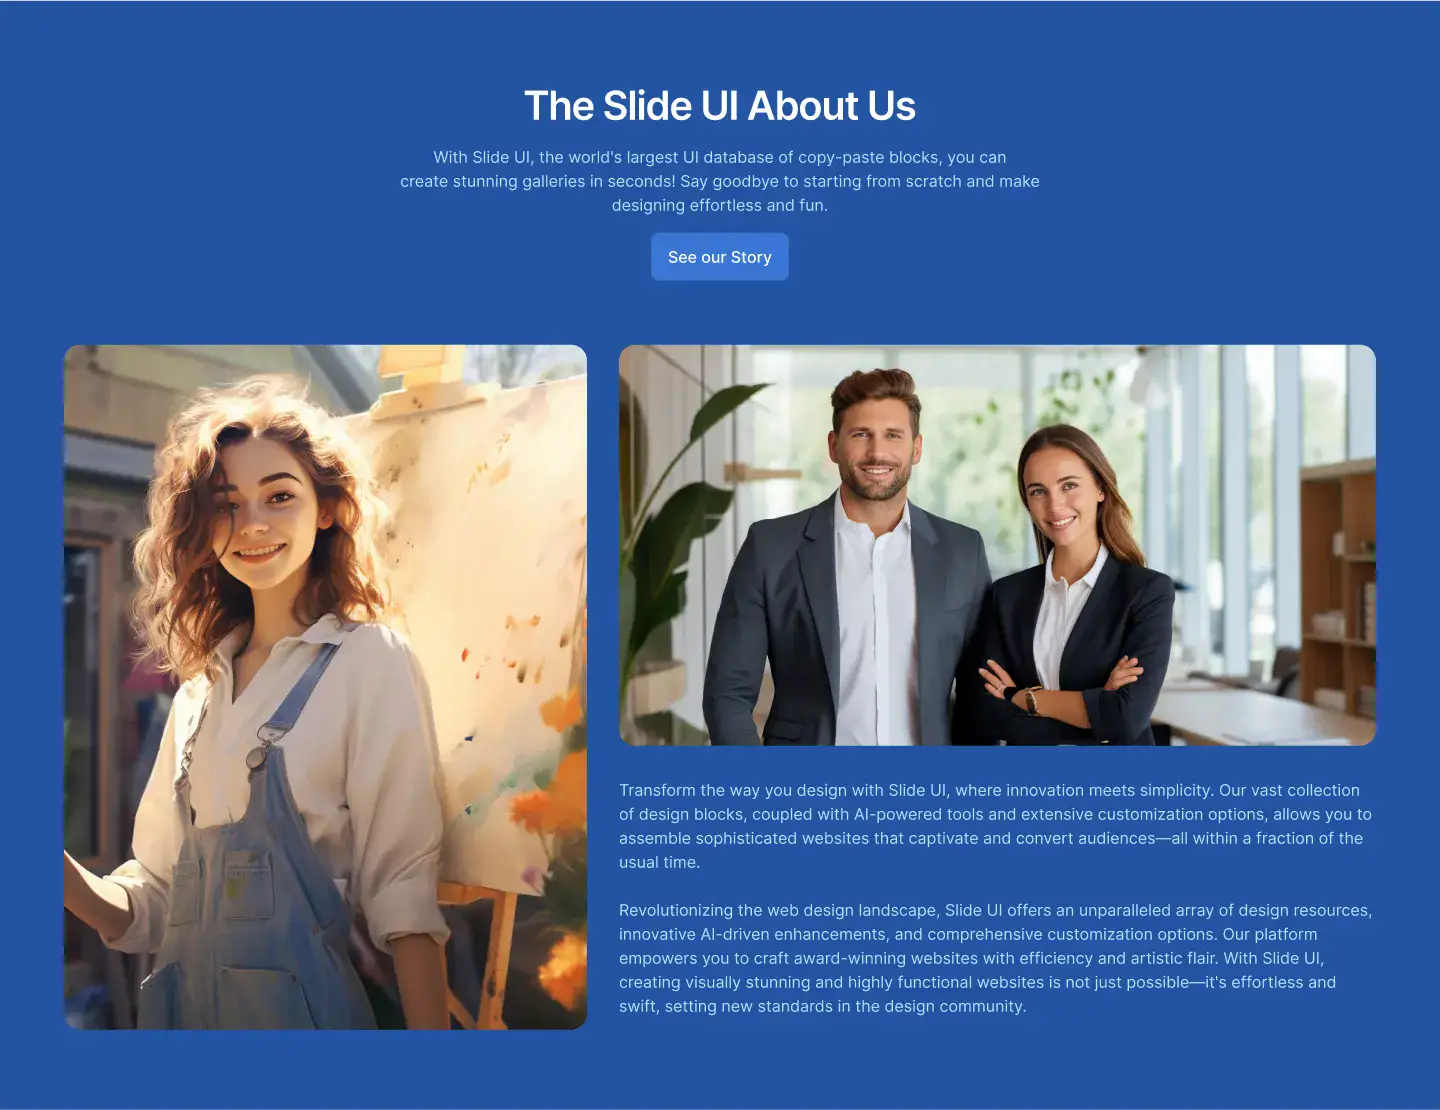 The Slide UI About Us
With Slide UI, the world's largest UI database of copy-paste blocks, you can
create stunning galleries in seconds! Say goodbye to starting from scratch and make
designing effortless and fun.
See our Story
Transform the way you design with Slide UI, where innovation meets simplicity. Our vast collection
of design blocks, coupled with AI-powered tools and extensive customization options, allows you to
assemble sophisticated websites that captivate and convert audiences—all within a fraction of the
usual time.
Revolutionizing the web design landscape, Slide UI offers an unparalleled array of design resources,
innovative AI-driven enhancements, and comprehensive customization options. Our platform
empowers you to craft award-winning websites with efficiency and artistic flair. With Slide UI,
creating visually stunning and highly functional websites is not just possible—it's effortless and
swift, setting new standards in the design community.